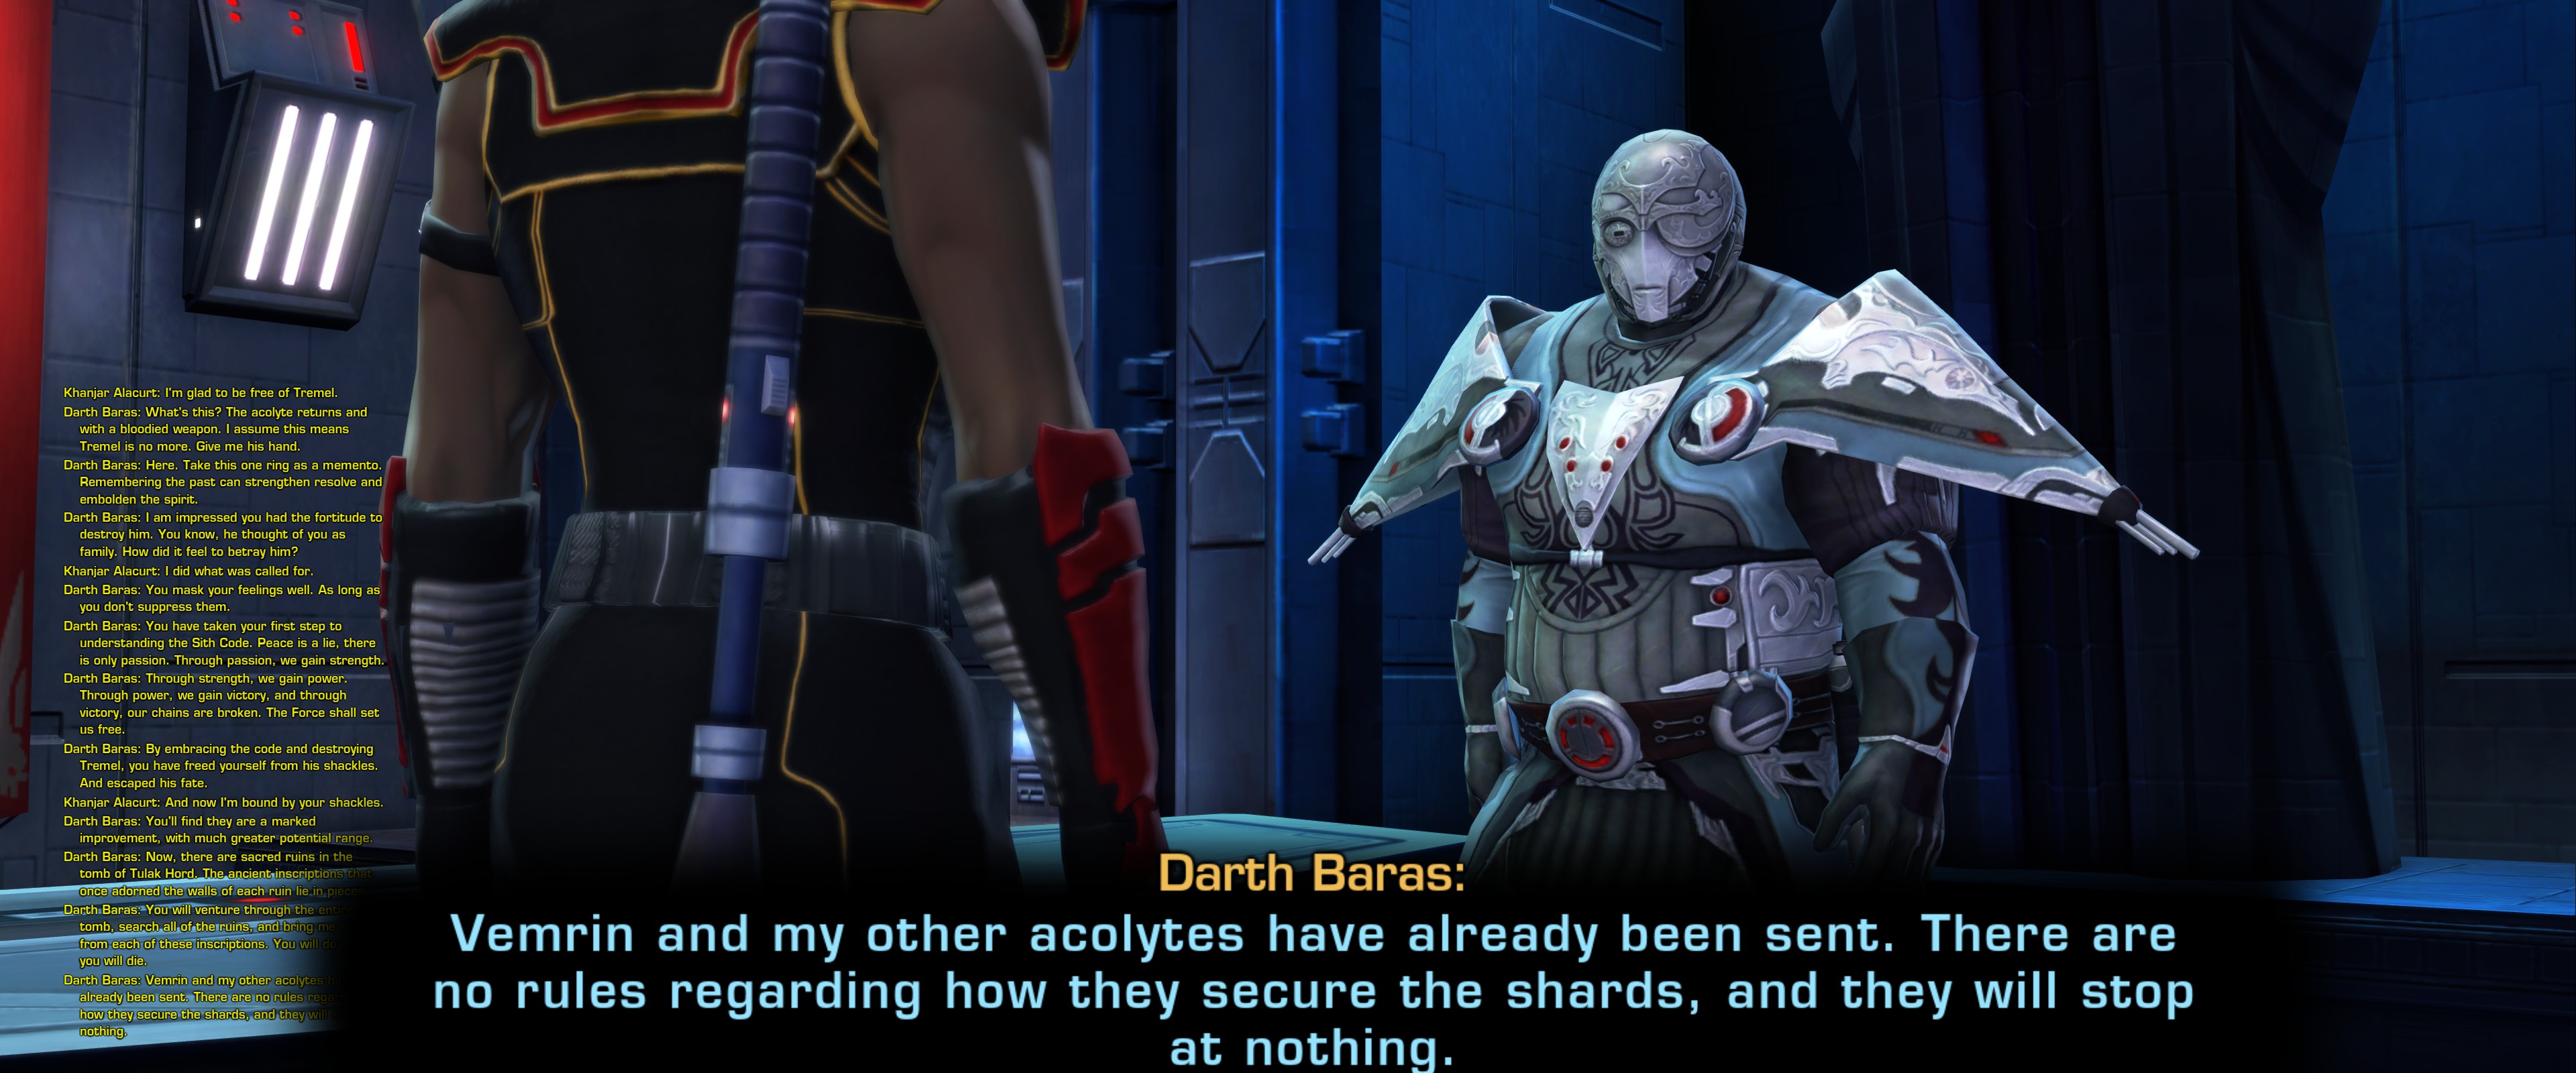 Khanjar Alacurt: I'm glad to be free of Tremel.
Darth Baras: What's this? The acolyte returns and
with a bloodied weapon. I assume this means
Tremel is no more. Give me his hand.
Darth Baras: Here. Take this one ring as a memento.
Remembering the past can strengthen resolve and
embolden the spirit.
Darth Baras: I am impressed you had the fortitude to
destroy him. You know, he thought of you as
family. How did it feel to betray him?
Khanjar Alacurt: I did what was called for.
Darth Baras: You mask your feelings well. As long as
you don't suppress them.
Darth Baras: You have taken your first step to
understanding the Sith Code. Peace is a lie, there
is only passion. Through passion, we gain strength.
Darth Baras: Through strength, we gain power.
Through power, we gain victory, and through
victory, our chains are broken. The Force shall set
us free.
Darth Baras: By embracing the code and destroying
Tremel, you have freed yourself from his shackles.
And escaped his fate.
Khanjar Alacurt: And now I'm bound by your shackles.
Darth Baras: You'll find they are a marked
improvement, with much greater potential range.
Darth Baras: Now, there are sacred ruins in the
tomb of Tulak Hord. The ancient inscriptions that
once adorned the walls of each ruin lie in pieces
Darth Baras: You will venture through the
tomb, search all of the ruins, and bring me
from each of these inscriptions. You will
you will die.
Darth Baras: Vemrin and my other acolytes
already been sent. There are no rules
how they secure the shards, and they will
nothing.
Darth Baras:
Vemrin and my other acolytes have already been sent. There are
no rules regarding how they secure the shards, and they will stop
at nothing.